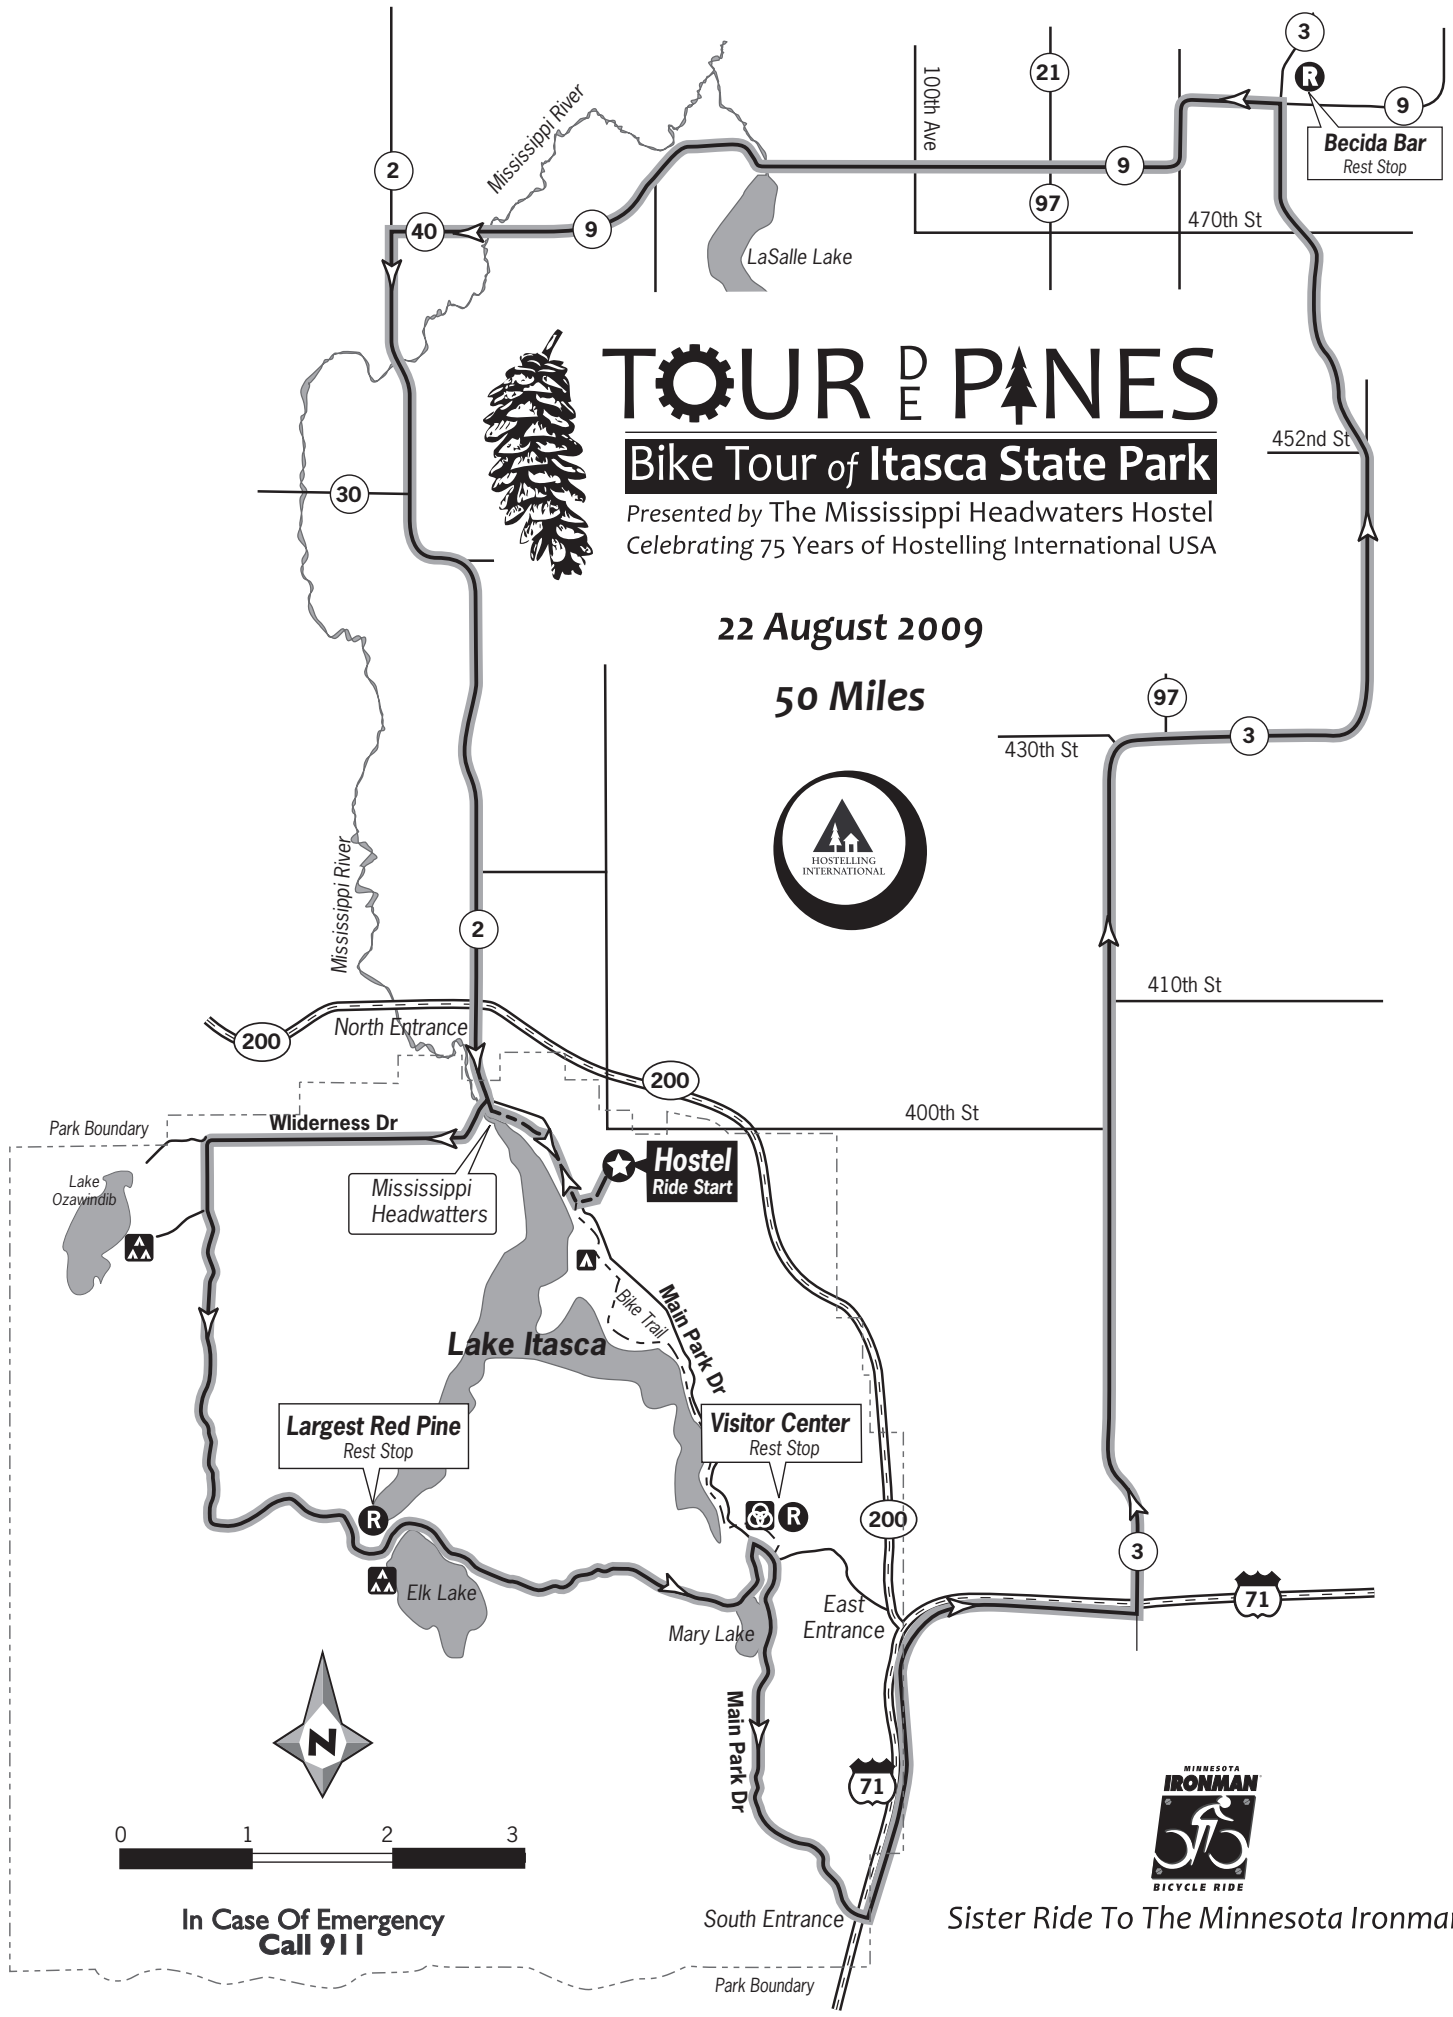 3
21
100th Ave
R
9
Mississippi River
Becida Bar
Rest Stop
2
9
97
470th St
40
9
LaSalle Lake
TOUR DE PINES
Bike Tour of Itasca State Park
Presented by The Mississippi Headwaters Hostel
Celebrating 75 Years of Hostelling International USA
452nd St
30
22 August 2009
50 Miles
97
3
430th St
HOSTELLING
INTERNATIONAL
Mississippi River
2
410th St
North Entrance
200
200
400th St
Wliderness Dr
Park Boundary
Hostel
Ride Start
Lake
Ozawindib
Mississippi
Headwatters
Main Park Dr
Bike Trail
Lake Itasca
Largest Red Pine
Rest Stop
Visitor Center
Rest Stop
R
R
200
3
Elk Lake
71
East
Entrance
Mary Lake
N
Main Park Dr
71
MINNESOTA
IRONMAN
BICYCLE RIDE
0 1 2 3
In Case Of Emergency
Call 911
South Entrance
Sister Ride To The Minnesota Ironman
Park Boundary